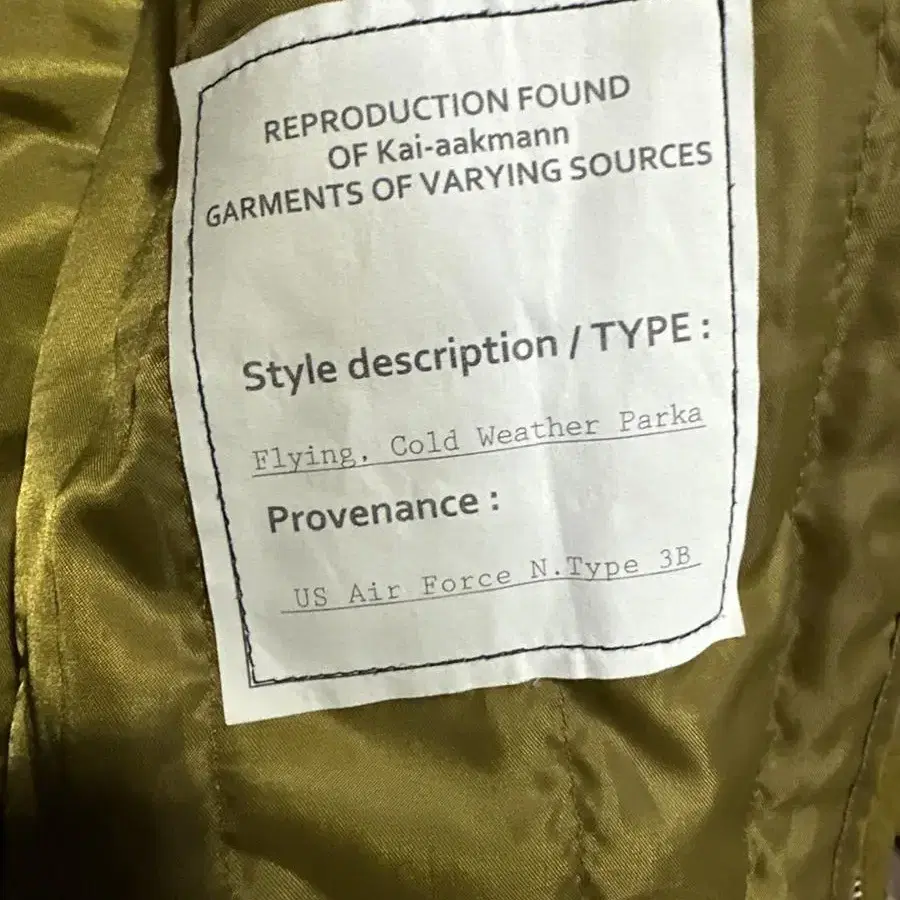 REPRODUCTION FOUND
OF Kai-aakmann
GARMENTS OF VARYING SOURCES
Style description / TYPE :
Flying, Cold Weather Parka
Provenance :
US Air Force N.Type 3B